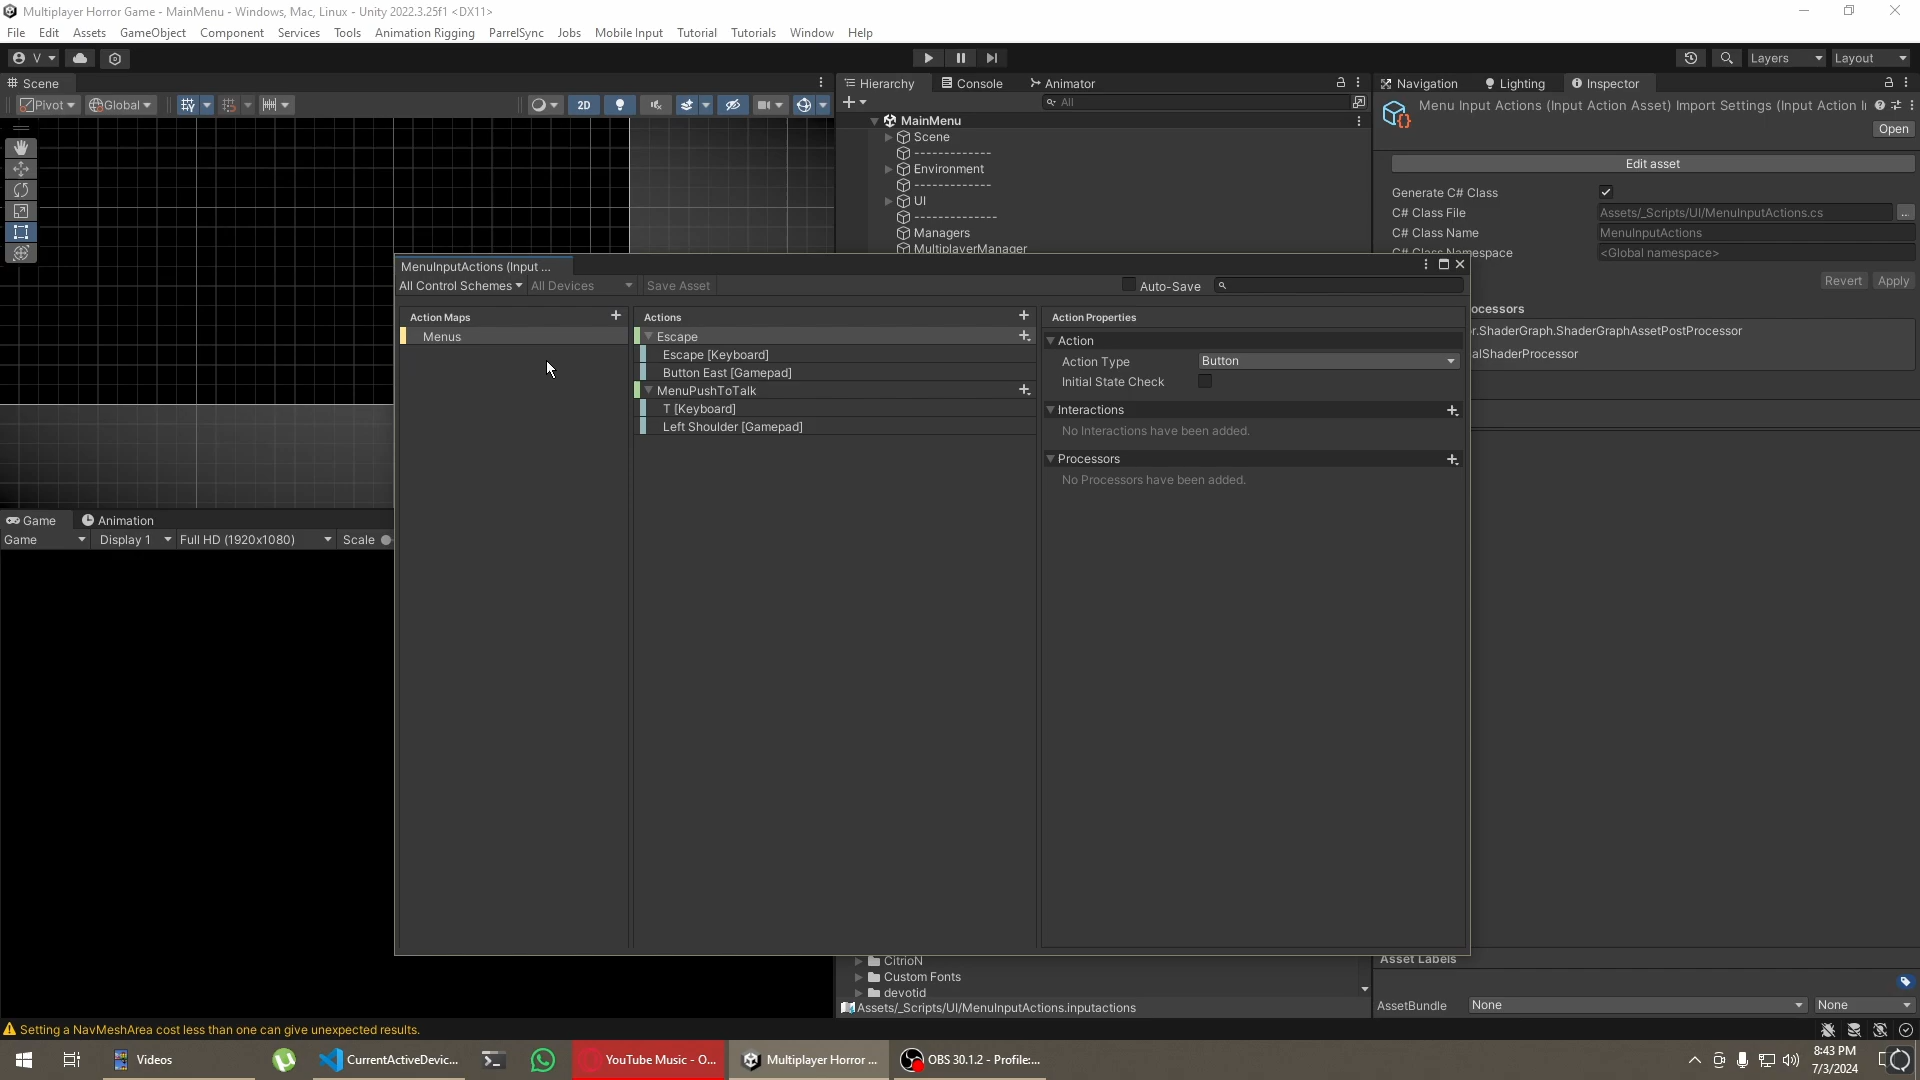 Multiplayer Horror Game - MainMenu - Windows, Mac, Linux - Unity 2022.3.25f1 <DX11>
File Edit Assets GameObject Component Services Tools Animation Rigging ParrelSync Jobs Mobile Input Tutorial Tutorials Window Help
V
Layers Layout
Scene
Pivot Global 2D
Hierarchy Console Animator
All
MainMenu
Scene
-------------
Environment
-------------
UI
--------------
Managers
MultiplayerManager
Navigation Lighting Inspector
Menu Input Actions (Input Action Asset) Import Settings (Input Action
Open
Edit asset
Generate C# Class
C# Class File Assets/_Scripts/UI/MenuInputActions.cs ...
C# Class Name MenuInputActions
C# Class Namespace <Global namespace>
Revert Apply
ocessors
r.ShaderGraph.ShaderGraphAssetPostProcessor
alShaderProcessor
MenuInputActions (Input ...
All Control Schemes All Devices Save Asset Auto-Save
Action Maps
Menus
Actions
Escape
Escape [Keyboard]
Button East [Gamepad]
MenuPushToTalk
T [Keyboard]
Left Shoulder [Gamepad]
Action Properties
Action
Action Type Button
Initial State Check
Interactions
No Interactions have been added.
Processors
No Processors have been added.
Game Animation
Game Display 1 Full HD (1920x1080) Scale
CitrioN
Custom Fonts
devotid
Assets/_Scripts/UI/MenuInputActions.inputactions
Asset Labels
AssetBundle None None
Setting a NavMeshArea cost less than one can give unexpected results.
Videos
CurrentActiveDevic...
YouTube Music - O...
Multiplayer Horror ...
OBS 30.1.2 - Profile:...
8:43 PM
7/3/2024